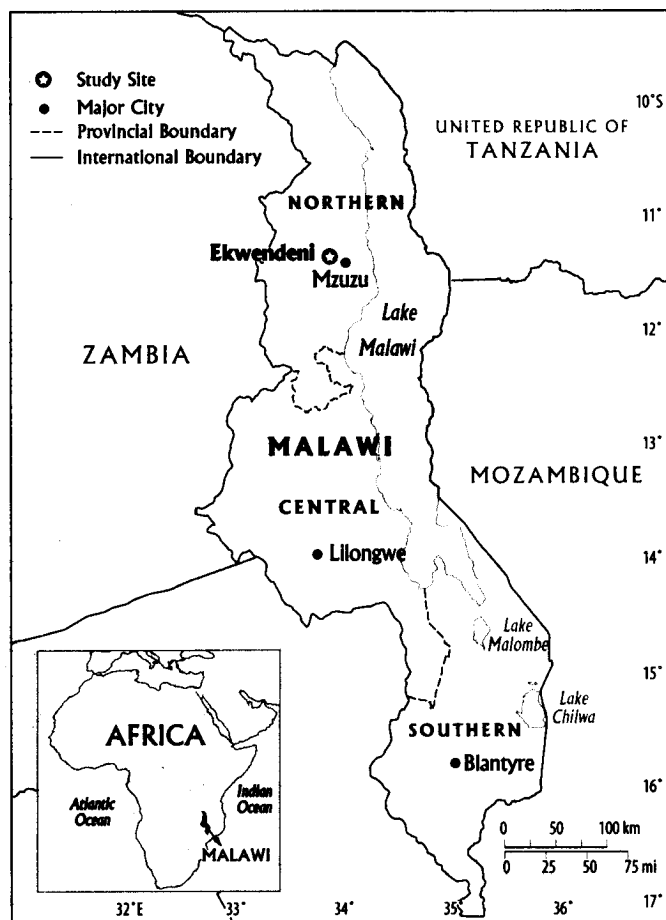 Study Site
Major City
Provincial Boundary
International Boundary
10°S
UNITED REPUBLIC OF
TANZANIA
NORTHERN
11°
Ekwendeni
Mzuzu
Lake
Malawi
12°
ZAMBIA
MALAWI
13°
MOZAMBIQUE
CENTRAL
Lilongwe
14°
Lake
Malombe
15°
Lake
Chilwa
SOUTHERN
Blantyre
16°
AFRICA
Atlantic
Ocean
Indian
Ocean
MALAWI
0 50 100 km
0 25 50 75 mi
32°E 33° 34° 35° 36° 17°